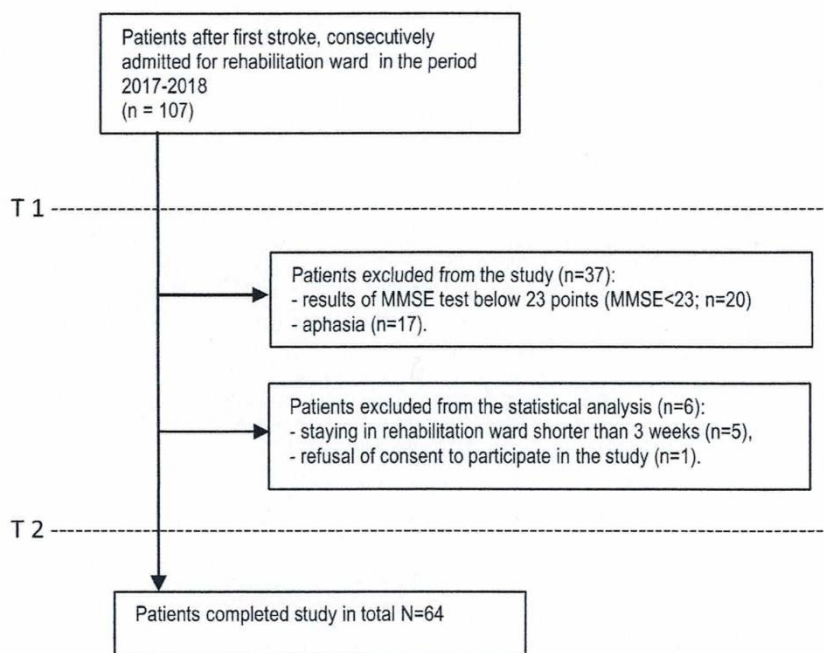 Patients after first stroke, consecutively
admitted for rehabilitation ward in the period
2017-2018
(n = 107)
T 1
Patients excluded from the study (n=37):
- results of MMSE test below 23 points (MMSE<23; n=20)
- aphasia (n=17).
Patients excluded from the statistical analysis (n=6):
- staying in rehabilitation ward shorter than 3 weeks (n=5),
- refusal of consent to participate in the study (n=1).
T 2
Patients completed study in total N=64